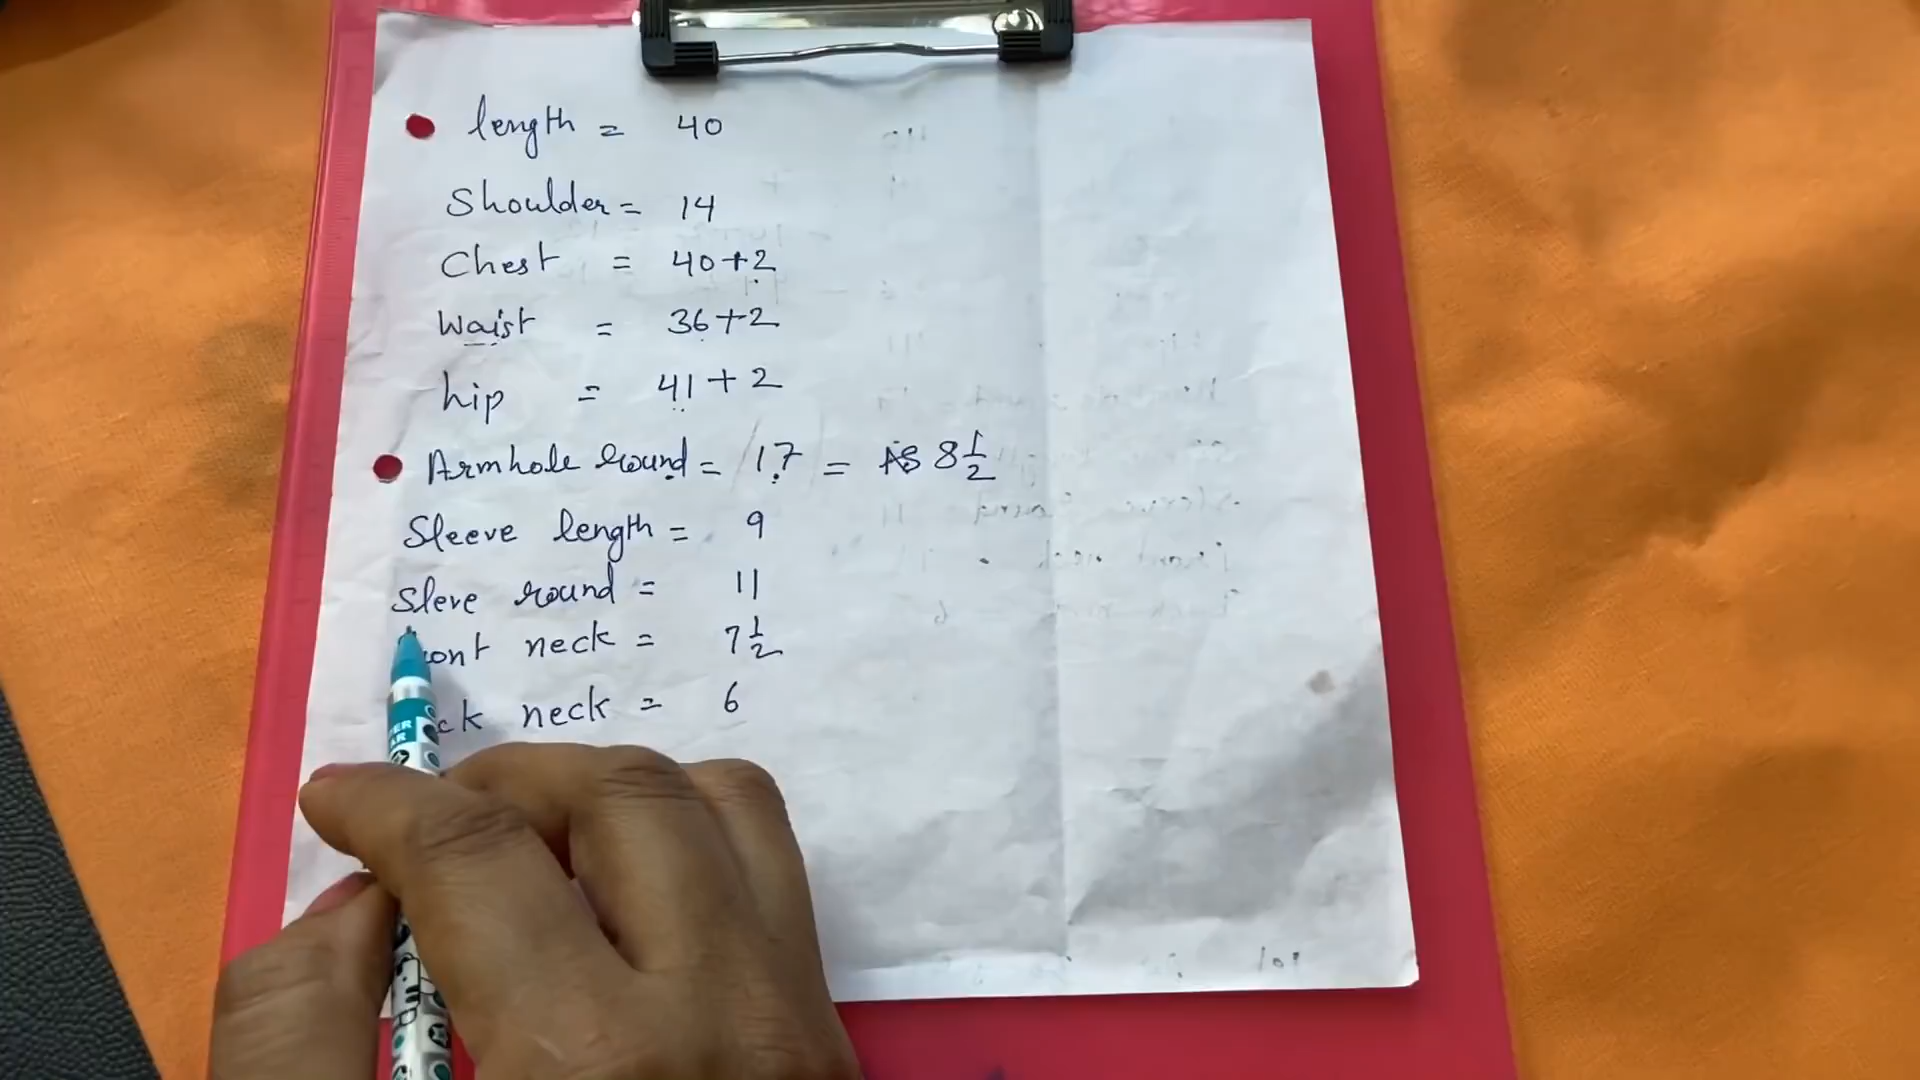 length = 40
Shoulder = 14
Chest = 40+2
Waist = 36+2
hip = 41+2
Armhole round = 17 = 8 1/2
Sleeve length = 9
Sleve round = 11
neck = 7 1/2
neck = 6